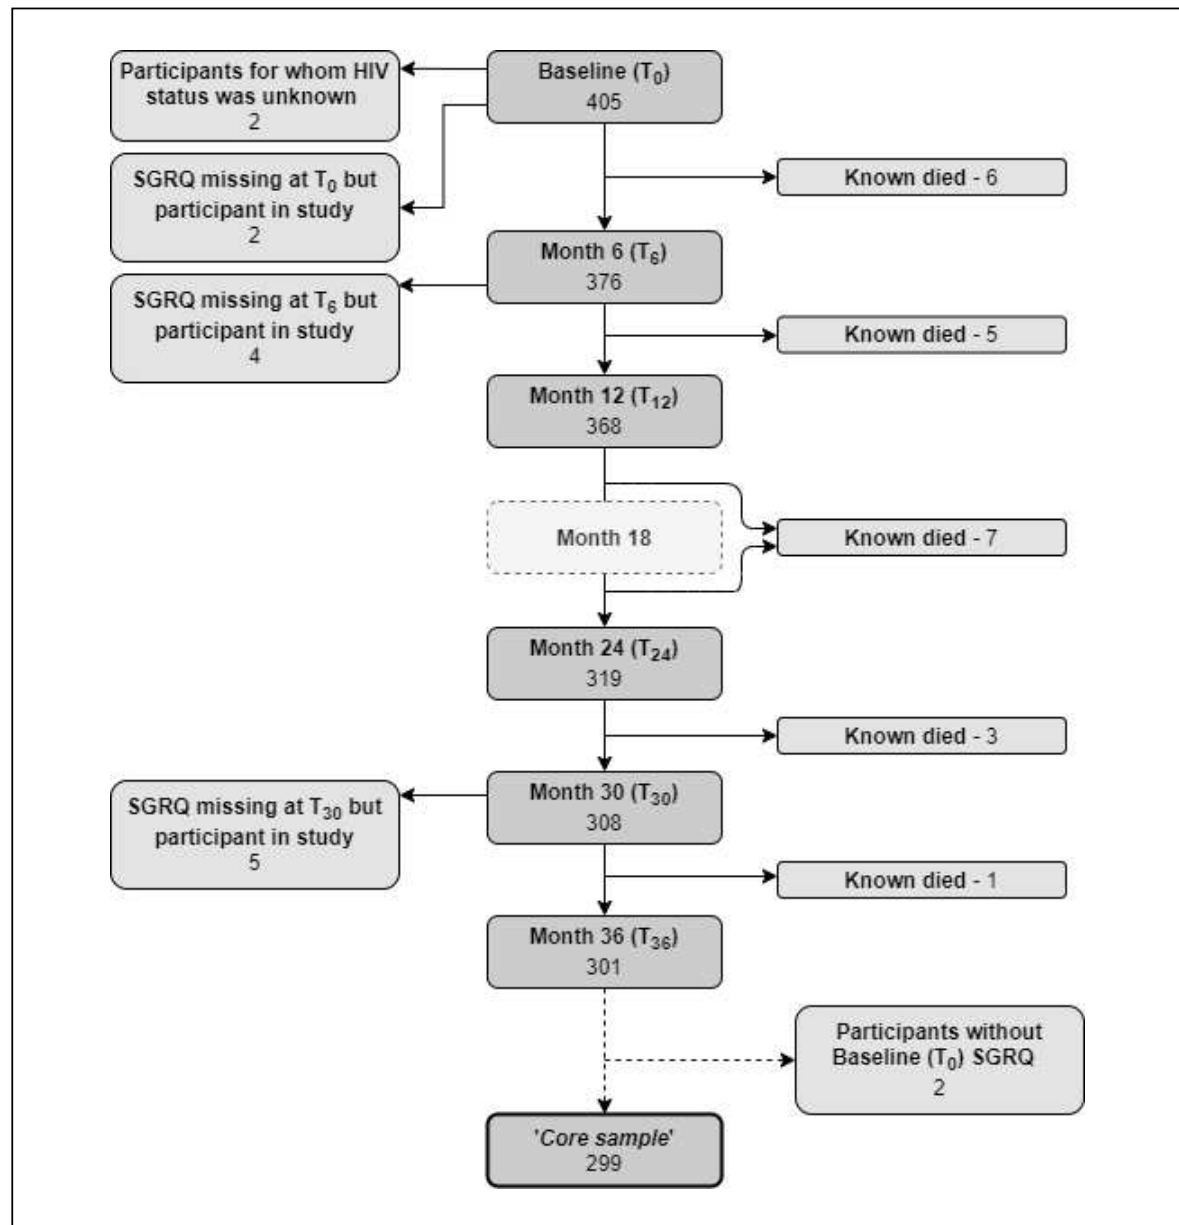 Participants for whom HIV
status was unknown
2
Baseline (T0)
405
SGRQ missing at T0 but
participant in study
2
Known died - 6
Month 6 (T6)
376
SGRQ missing at T6 but
participant in study
4
Known died - 5
Month 12 (T12)
368
Month 18
Known died - 7
Month 24 (T24)
319
Known died - 3
Month 30 (T30)
308
SGRQ missing at T30 but
participant in study
5
Known died - 1
Month 36 (T36)
301
Participants without
Baseline (T0) SGRQ
2
'Core sample'
299